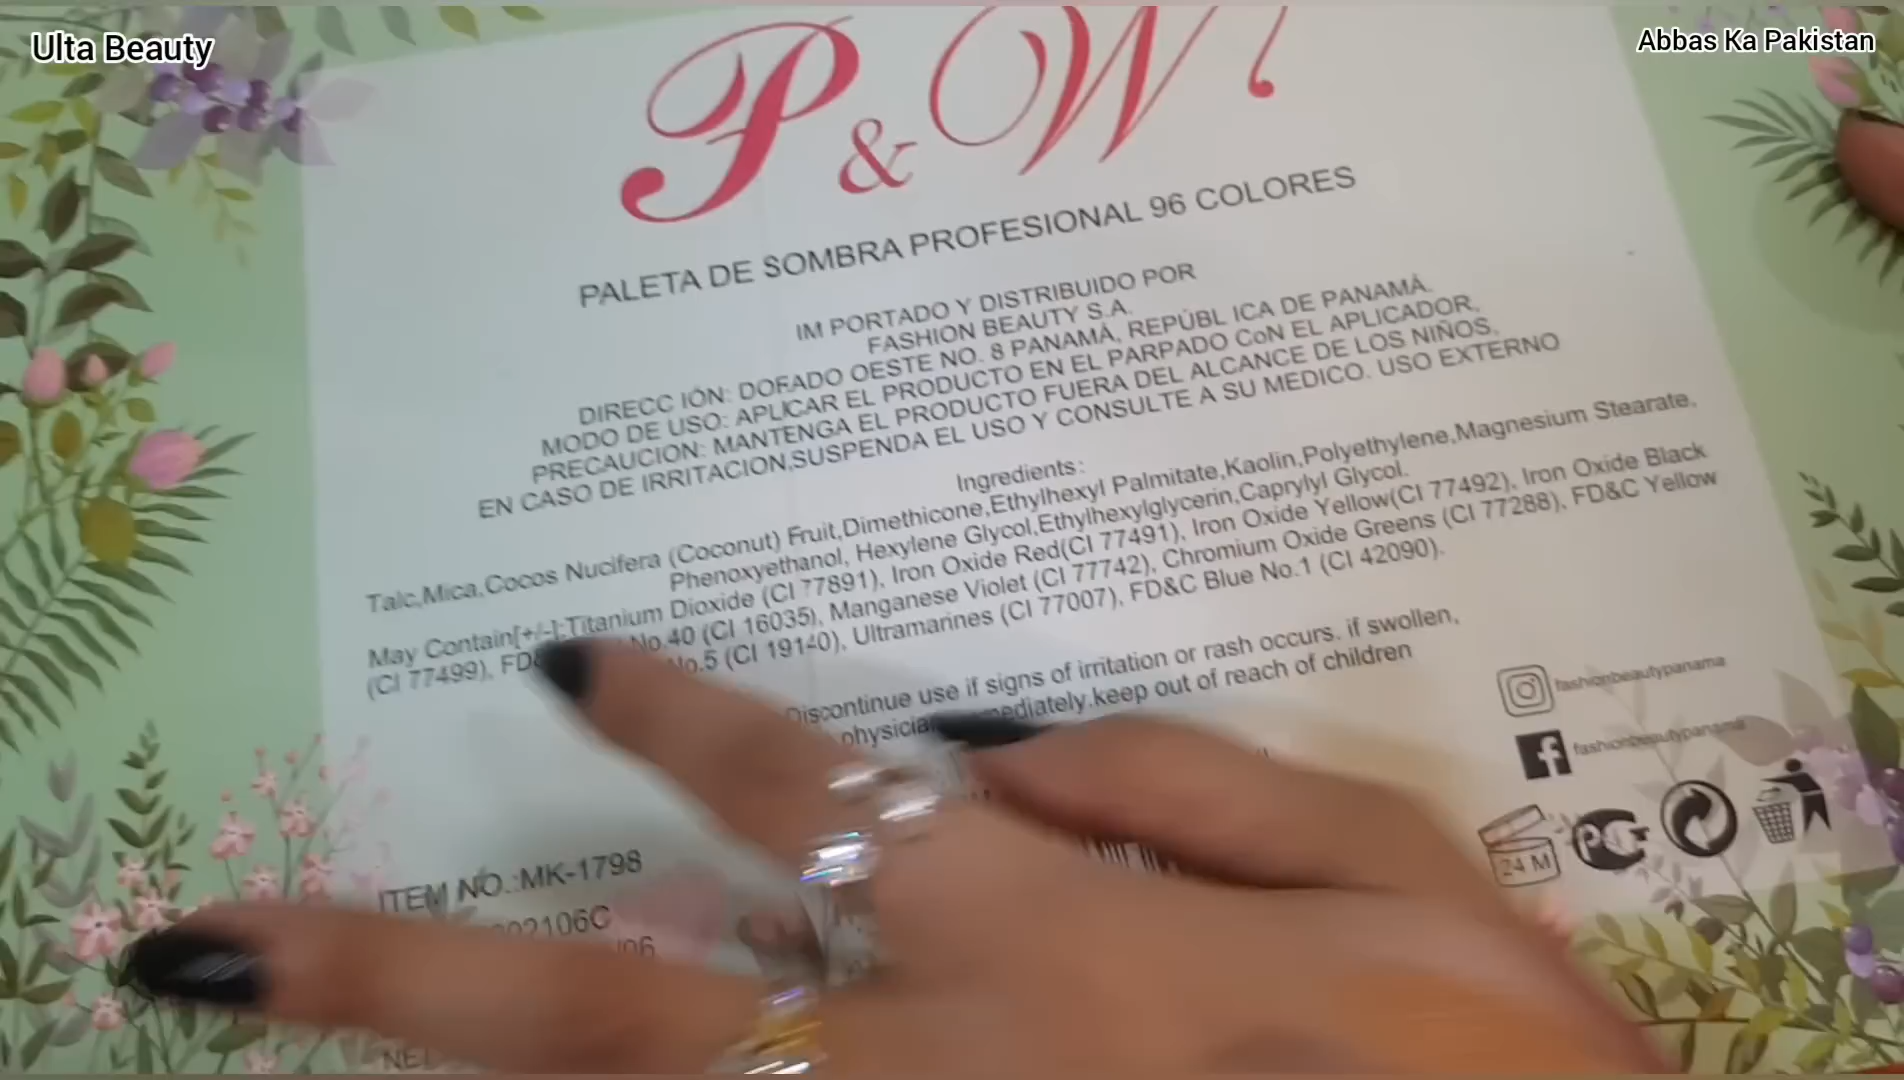 Ulta Beauty
Abbas Ka Pakistan
P&W
PALETA DE SOMBRA PROFESIONAL 96 COLORES
IM PORTADO Y DISTRIBUIDO POR
FASHION BEAUTY S.A.
DIRECC IÓN: DOFADO OESTE NO. 8 PANAMÁ, REPÚBL ICA DE PANAMÁ.
MODO DE USO: APLICAR EL PRODUCTO EN EL PARPADO CoN EL APLICADOR,
PRECAUCION: MANTENGA EL PRODUCTO FUERA DEL ALCANCE DE LOS NIÑOS,
EN CASO DE IRRITACION,SUSPENDA EL USO Y CONSULTE A SU MEDICO. USO EXTERNO
Ingredients:
Talc,Mica,Cocos Nucifera (Coconut) Fruit,Dimethicone,Ethylhexyl Palmitate,Kaolin,Polyethylene,Magnesium Stearate,
Phenoxyethanol, Hexylene Glycol,Ethylhexylglycerin,Caprylyl Glycol.
May Contain[+/-]:Titanium Dioxide (CI 77891), Iron Oxide Red(CI 77491), Iron Oxide Yellow(CI 77492), Iron Oxide Black
(CI 77499), No.40 (CI 16035), Manganese Violet (CI 77742), Chromium Oxide Greens (CI 77288), FD&C Yellow
No.5 (CI 19140), Ultramarines (CI 77007), FD&C Blue No.1 (CI 42090).
Discontinue use if signs of irritation or rash occurs. if swollen,
keep out of reach of children
fashionbeautypanama
fashionbeautypanama
24 M
ITEM NO.:MK-1798